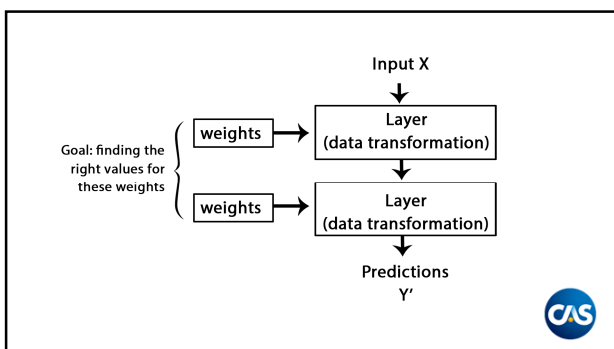 Input X
weights
Layer
(data transformation)
Goal: finding the
right values for
these weights
weights
Layer
(data transformation)
Predictions
Y'
CAS